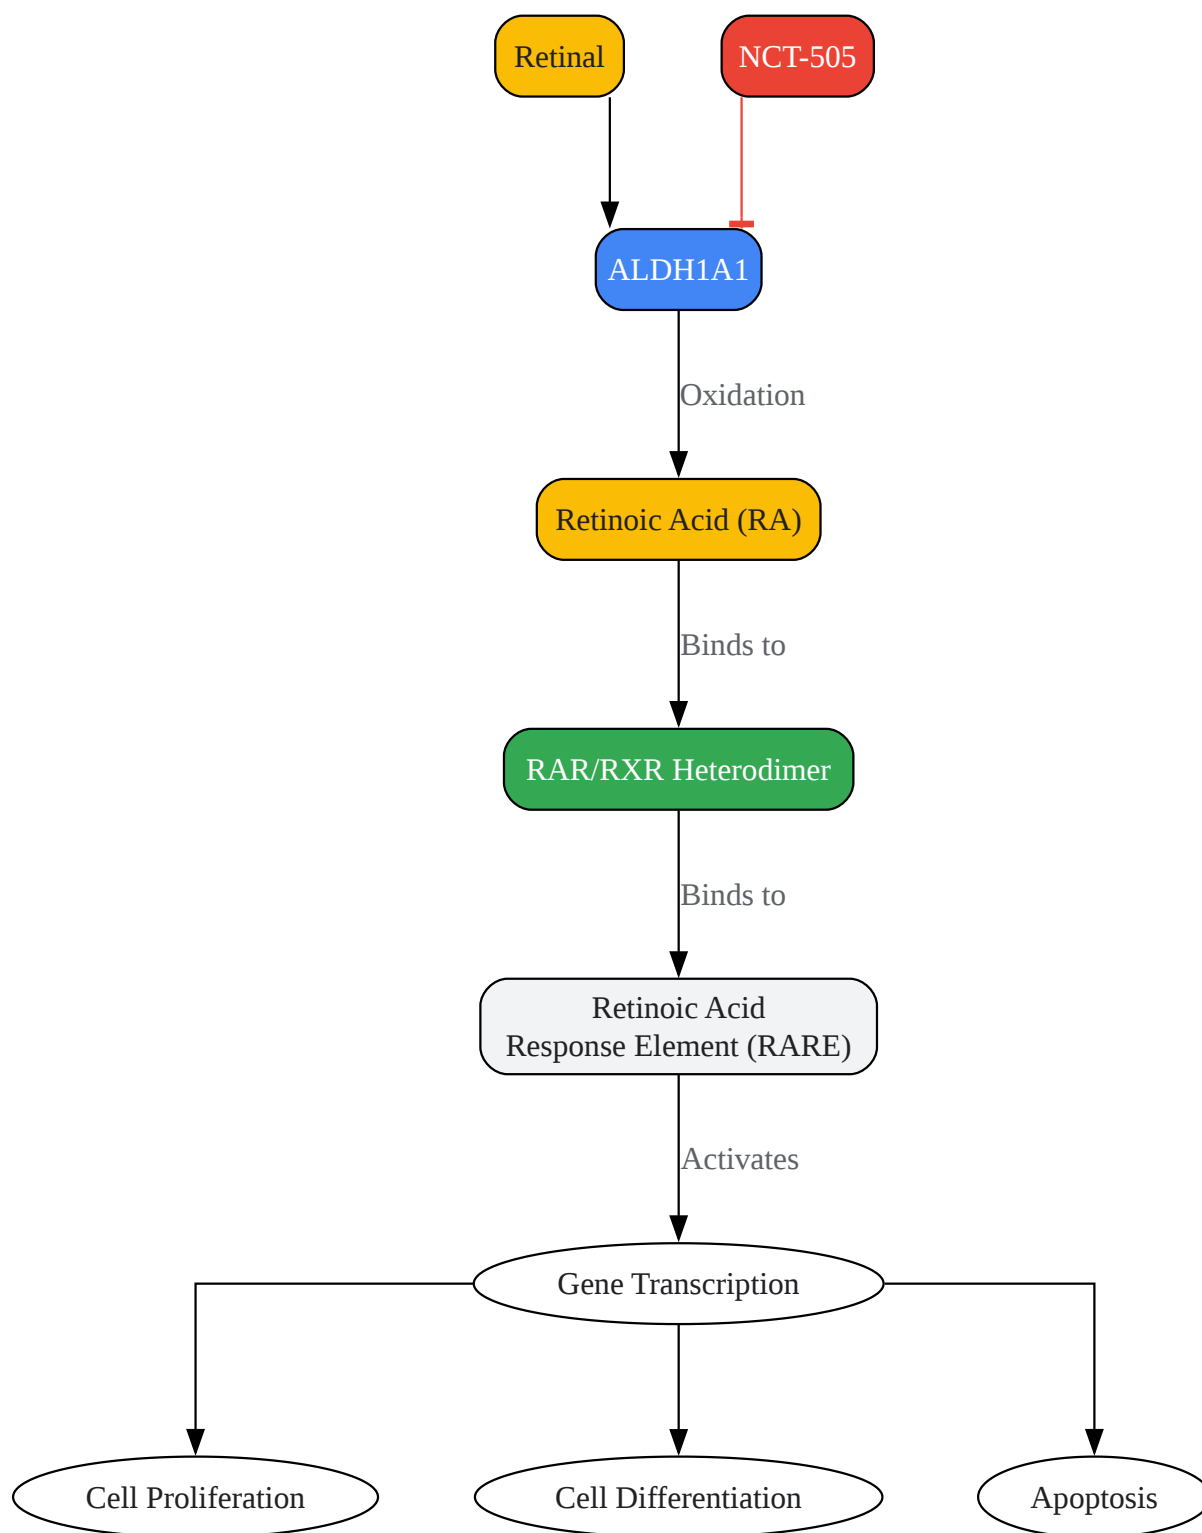 Retinal
NCT-505
ALDH1A1
Oxidation
Retinoic Acid (RA)
Binds to
RAR/RXR Heterodimer
Binds to
Retinoic Acid
Response Element (RARE)
Activates
Gene Transcription
Cell Proliferation
Cell Differentiation
Apoptosis